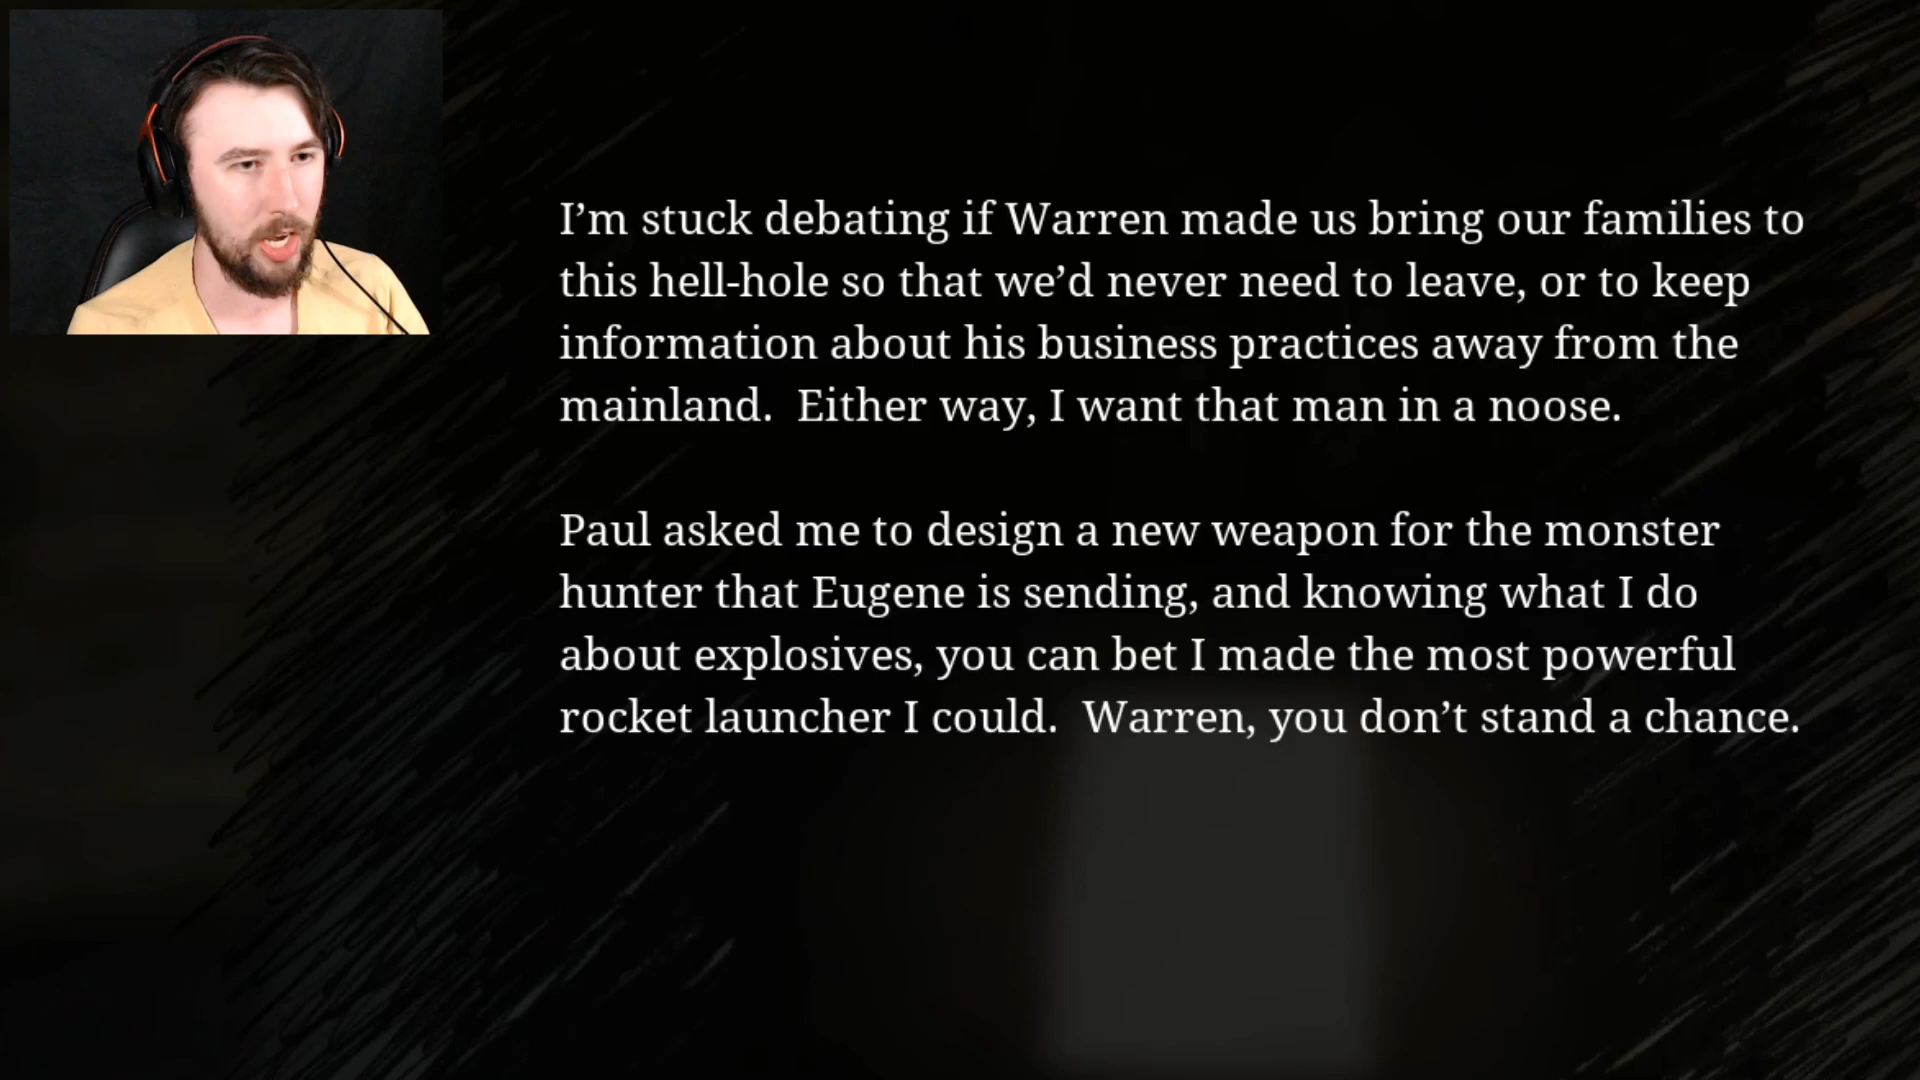 I’m stuck debating if Warren made us bring our families to
this hell-hole so that we’d never need to leave, or to keep
information about his business practices away from the
mainland.  Either way, I want that man in a noose.
Paul asked me to design a new weapon for the monster
hunter that Eugene is sending, and knowing what I do
about explosives, you can bet I made the most powerful
rocket launcher I could.  Warren, you don’t stand a chance.